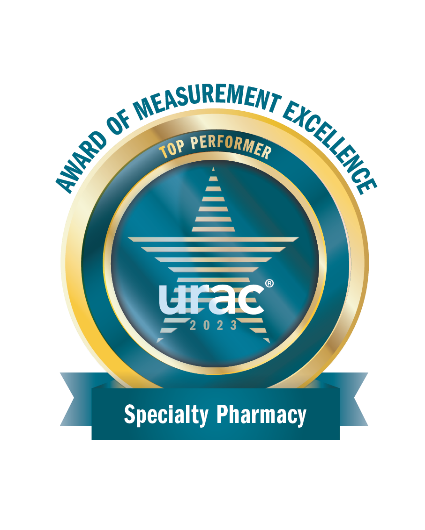 AWARD OF MEASUREMENT EXCELLENCE
TOP PERFORMER
urac®
2023
Specialty Pharmacy